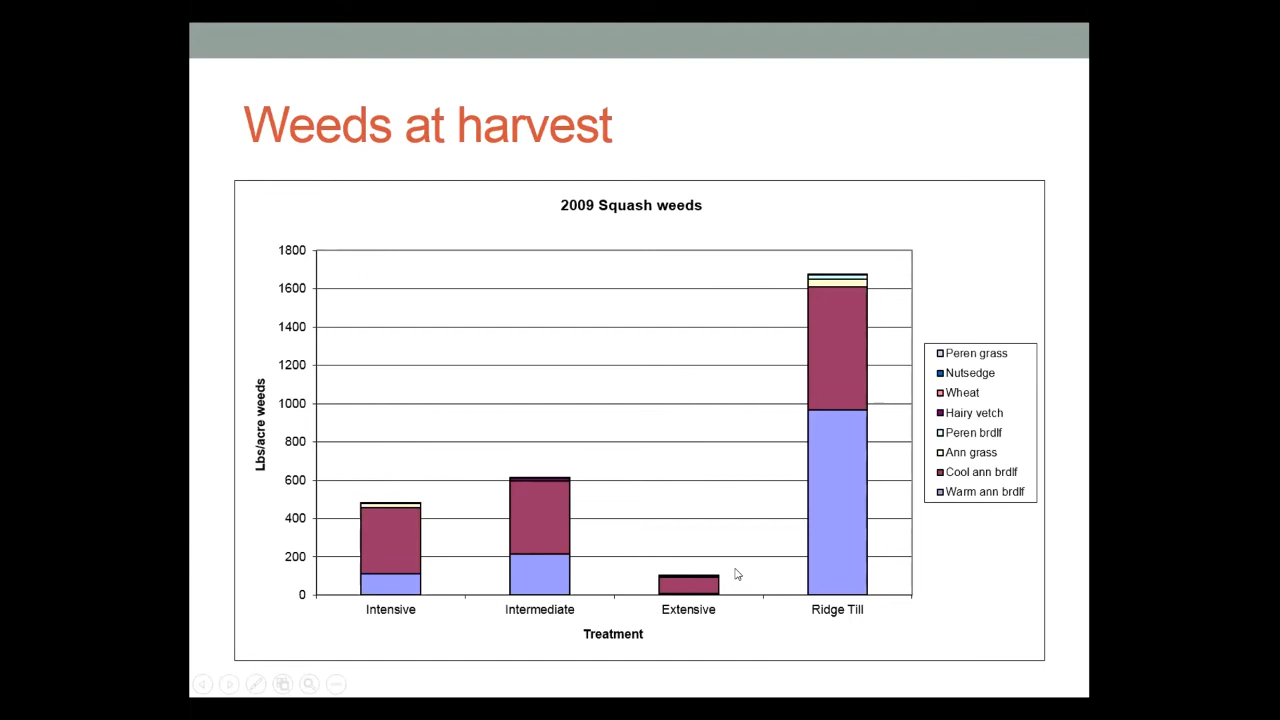 Weeds at harvest
2009 Squash weeds
1800
1600
1400
1200
1000
800
600
400
200
0
Lbs/acre weeds
Intensive
Intermediate
Extensive
Ridge Till
Treatment
Peren grass
Nutsedge
Wheat
Hairy vetch
Peren brdlf
Ann grass
Cool ann brdlf
Warm ann brdlf